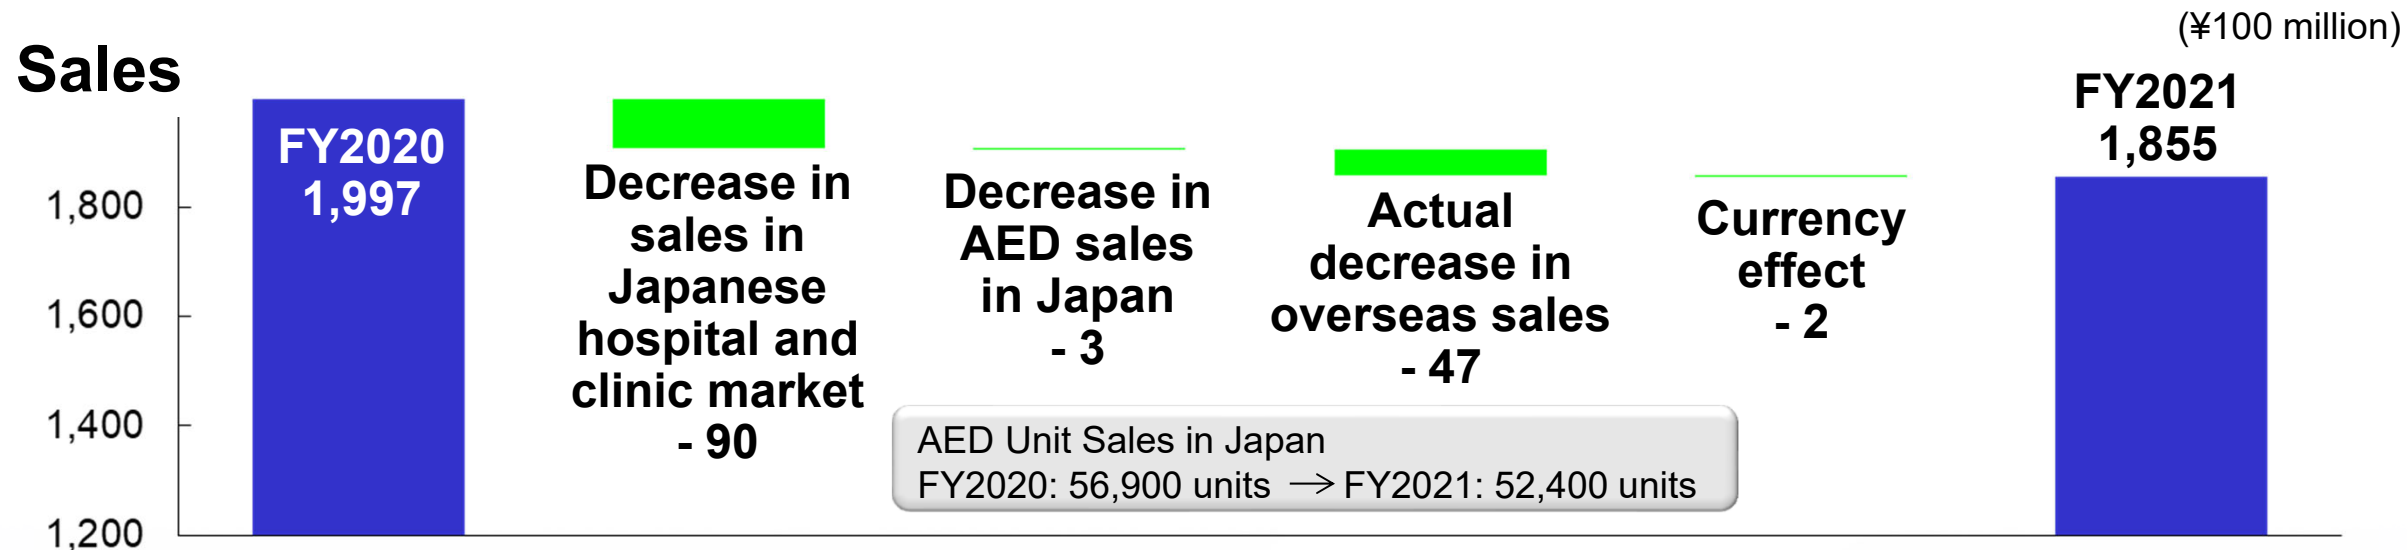 (¥100 million)
Sales
FY2020
1,997
Decrease in
sales in
Japanese
hospital and
clinic market
- 90
Decrease in
AED sales
in Japan
- 3
Actual
decrease in
overseas sales
- 47
Currency
effect
- 2
FY2021
1,855
1,800
1,600
1,400
1,200
AED Unit Sales in Japan
FY2020: 56,900 units → FY2021: 52,400 units